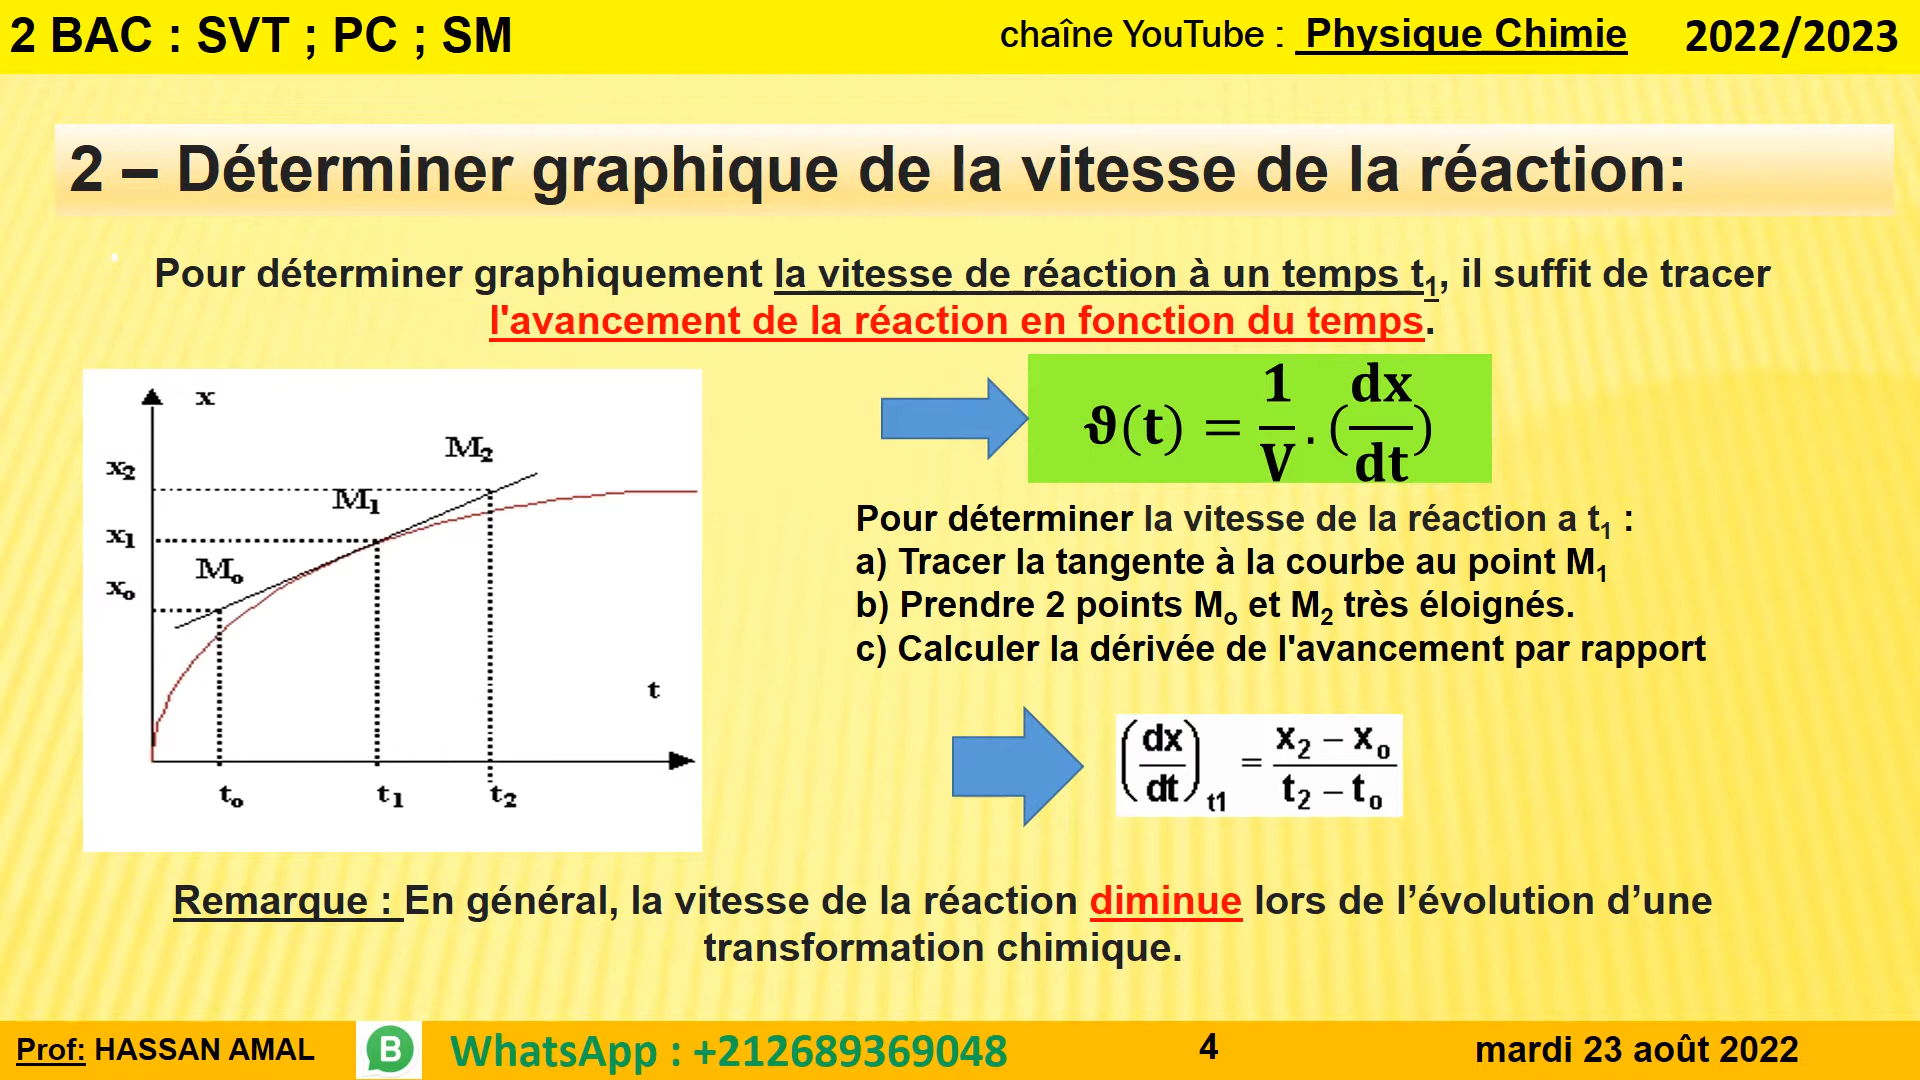 2 BAC : SVT ; PC ; SM
chaîne YouTube : Physique Chimie
2022/2023
2 – Déterminer graphique de la vitesse de la réaction:
Pour déterminer graphiquement la vitesse de réaction à un temps t₁, il suffit de tracer
l'avancement de la réaction en fonction du temps.
x
M₂
x₂
M₁
x₁
M₀
x₀
t
t₀ t₁ t₂
ϑ(t) = 1/V . (dx/dt)
Pour déterminer la vitesse de la réaction a t₁ :
a) Tracer la tangente à la courbe au point M₁
b) Prendre 2 points M₀ et M₂ très éloignés.
c) Calculer la dérivée de l'avancement par rapport
(dx/dt)t1 = (x₂ – x₀)/(t₂ – t₀)
Remarque : En général, la vitesse de la réaction diminue lors de l’évolution d’une
transformation chimique.
Prof: HASSAN AMAL
B
WhatsApp : +212689369048
4
mardi 23 août 2022